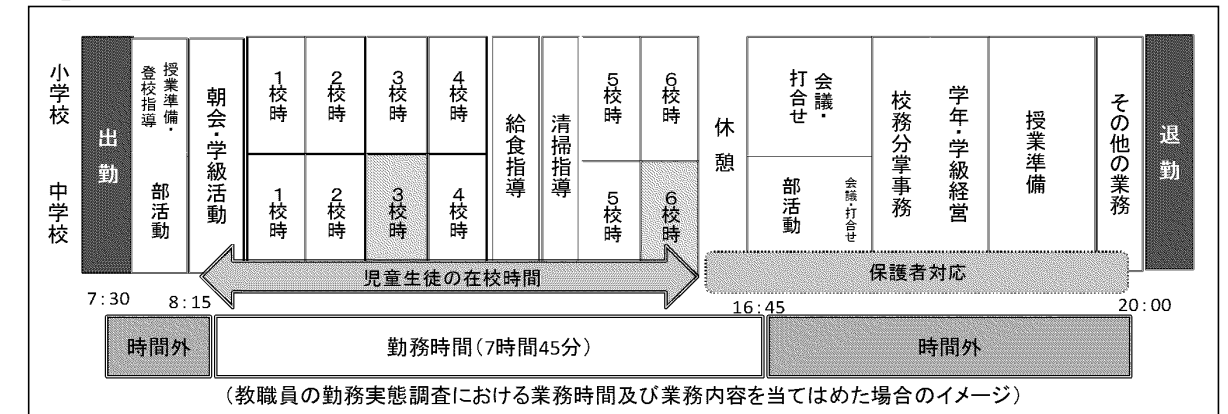 小学校
中学校
出勤
授業準備・
登校指導
部活動
朝会・学級活動
1校時
2校時
3校時
4校時
1校時
2校時
3校時
4校時
給食指導
清掃指導
5校時
6校時
5校時
6校時
休憩
会議・
打合せ
部活動
会議・打合せ
校務分掌事務
学年・学級経営
授業準備
その他の業務
退勤
児童生徒の在校時間
保護者対応
7:30
8:15
16:45
20:00
時間外
勤務時間(7時間45分)
時間外
(教職員の勤務実態調査における業務時間及び業務内容を当てはめた場合のイメージ)